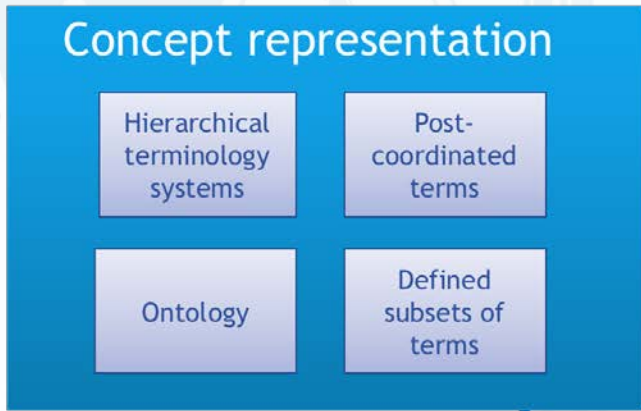 Concept representation
Hierarchical
terminology
systems
Post-
coordinated
terms
Ontology
Defined
subsets of
terms